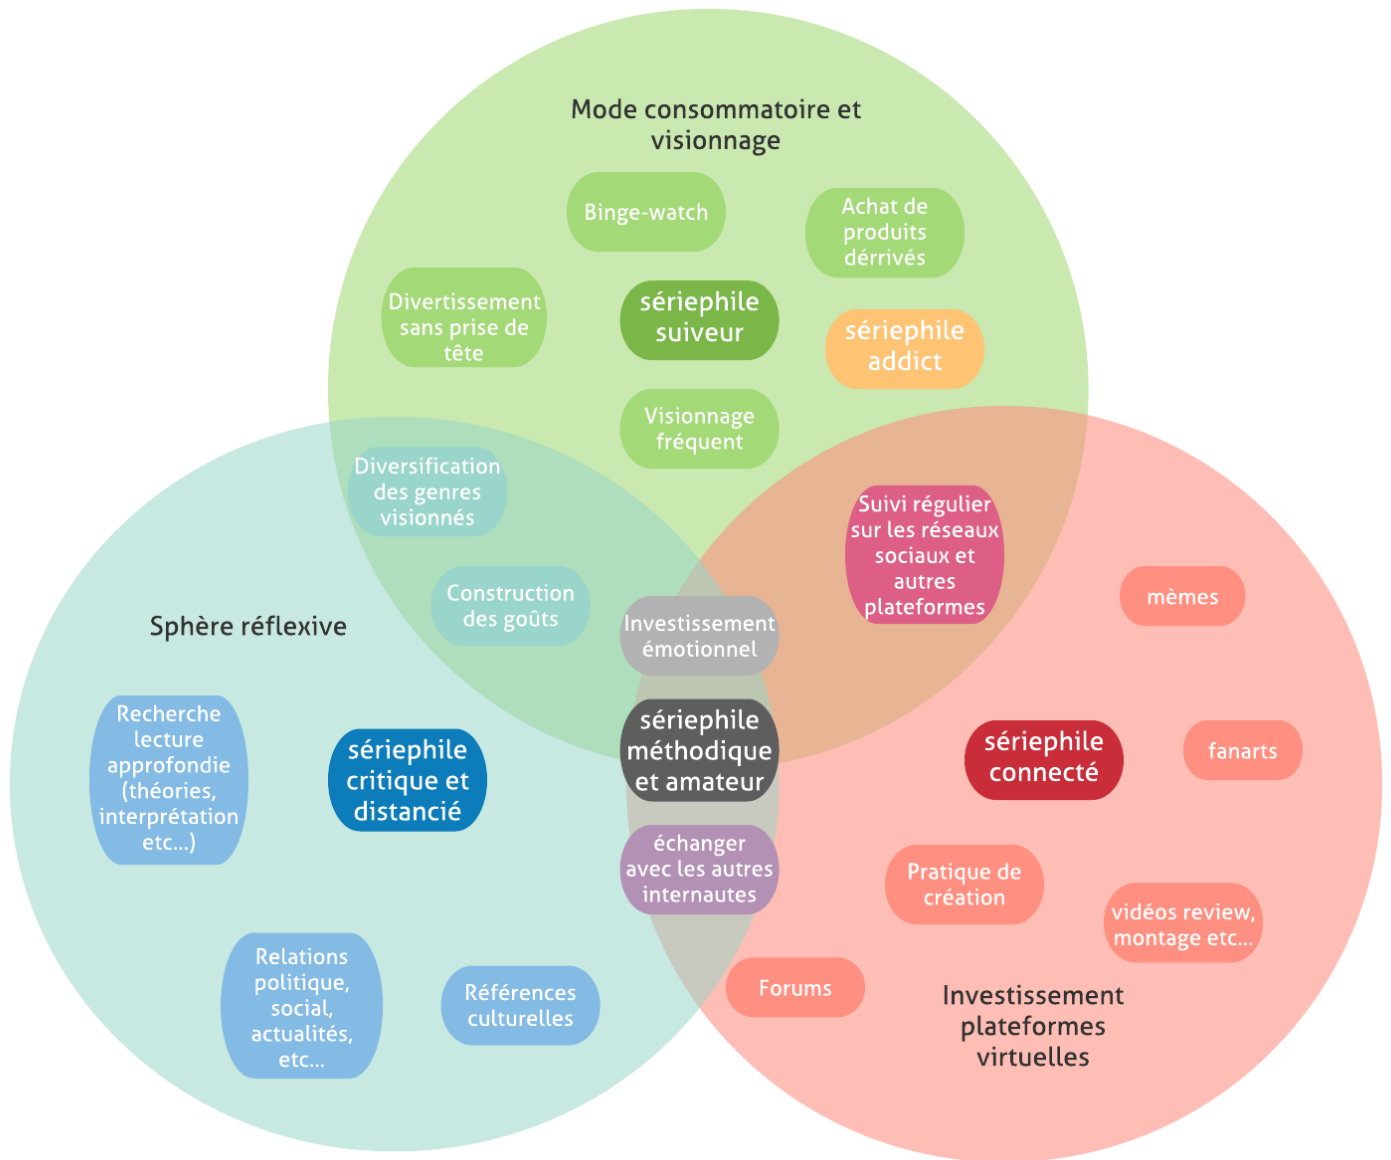 Mode consommatoire et
visionnage
Binge-watch
Achat de
produits
dérrivés
Divertissement
sans prise de
tête
sériephile
suiveur
sériephile
addict
Visionnage
fréquent
Diversification
des genres
visionnés
Suivi régulier
sur les réseaux
sociaux et
autres
plateformes
Construction
des goûts
Investissement
émotionnel
mèmes
Sphère réflexive
Recherche
lecture
approfondie
(théories,
interprétation
etc...)
sériephile
critique et
distancié
sériephile
méthodique
et amateur
sériephile
connecté
fanarts
échanger
avec les autres
internautes
Pratique de
création
vidéos review,
montage etc...
Relations
politique,
social,
actualités,
etc...
Références
culturelles
Forums
Investissement
plateformes
virtuelles